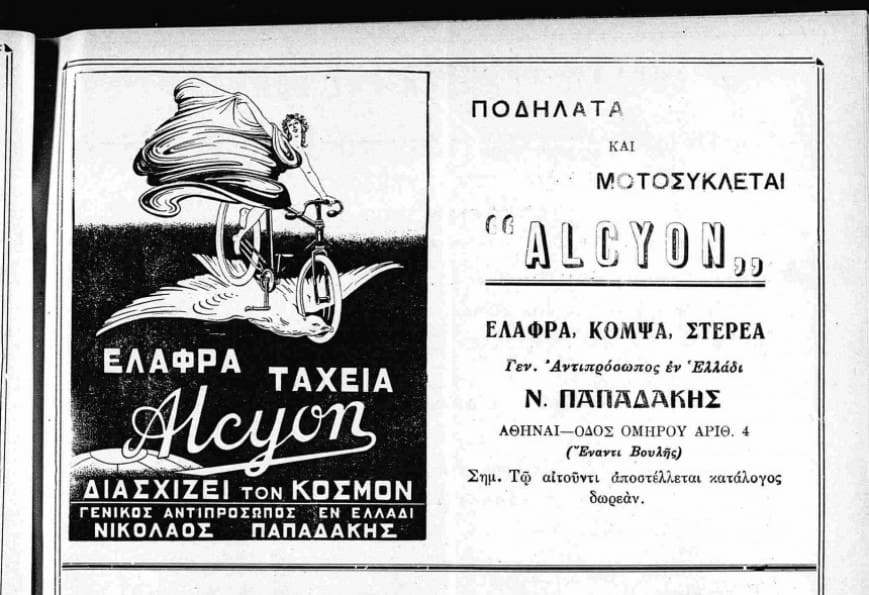 ΕΛΑΦΡΑ
ΤΑΧΕΙΑ
Alcyon
ΔΙΑΣΧΙΖΕΙ ΤΟΝ ΚΟΣΜΟΝ
ΓΕΝΙΚΟΣ ΑΝΤΙΠΡΟΣΩΠΟΣ ΕΝ ΕΛΛΑΔΙ
ΝΙΚΟΛΑΟΣ ΠΑΠΑΔΑΚΗΣ
ΠΟΔΗΛΑΤΑ
ΚΑΙ
ΜΟΤΟΣΥΚΛΕΤΑΙ
“ALCYON„
ΕΛΑΦΡΑ, ΚΟΜΨΑ, ΣΤΕΡΕΑ
Γεν. Ἀντιπρόσωπος ἐν Ἑλλάδι
Ν. ΠΑΠΑΔΑΚΗΣ
ΑΘΗΝΑΙ—ΟΔΟΣ ΟΜΗΡΟΥ ΑΡΙΘ. 4
(Ἔναντι Βουλῆς)
Σημ. Τῷ αἰτοῦντι ἀποστέλλεται κατάλογος
δωρεάν.